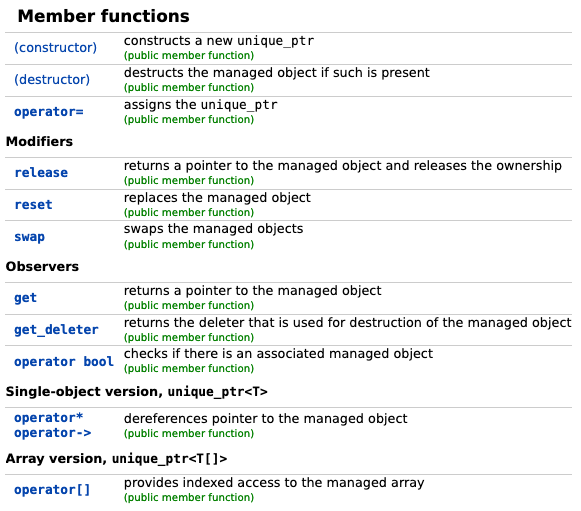 Member functions
(constructor) constructs a new unique_ptr
(public member function)
(destructor) destructs the managed object if such is present
(public member function)
operator= assigns the unique_ptr
(public member function)
Modifiers
release returns a pointer to the managed object and releases the ownership
(public member function)
reset replaces the managed object
(public member function)
swap swaps the managed objects
(public member function)
Observers
get returns a pointer to the managed object
(public member function)
get_deleter returns the deleter that is used for destruction of the managed object
(public member function)
operator bool checks if there is an associated managed object
(public member function)
Single-object version, unique_ptr<T>
operator* dereferences pointer to the managed object
operator-> (public member function)
Array version, unique_ptr<T[]>
operator[] provides indexed access to the managed array
(public member function)